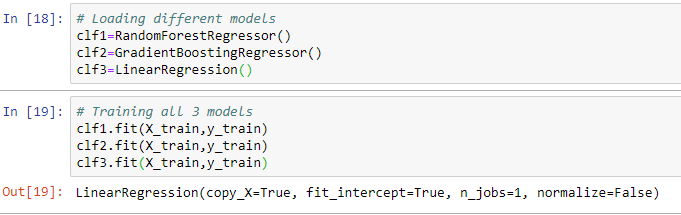 In [18]:
# Loading different models
clf1=RandomForestRegressor()
clf2=GradientBoostingRegressor()
clf3=LinearRegression()
In [19]:
# Training all 3 models
clf1.fit(X_train,y_train)
clf2.fit(X_train,y_train)
clf3.fit(X_train,y_train)
Out[19]:
LinearRegression(copy_X=True, fit_intercept=True, n_jobs=1, normalize=False)